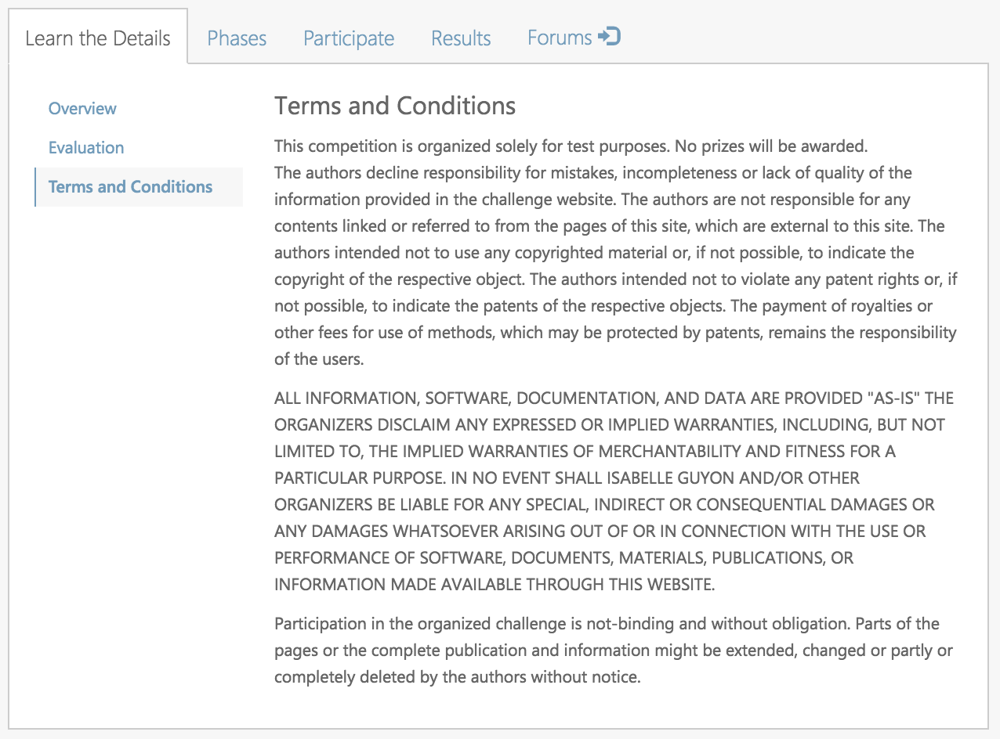 Learn the Details Phases Participate Results Forums
Overview
Evaluation
Terms and Conditions
Terms and Conditions
This competition is organized solely for test purposes. No prizes will be awarded.
The authors decline responsibility for mistakes, incompleteness or lack of quality of the
information provided in the challenge website. The authors are not responsible for any
contents linked or referred to from the pages of this site, which are external to this site. The
authors intended not to use any copyrighted material or, if not possible, to indicate the
copyright of the respective object. The authors intended not to violate any patent rights or, if
not possible, to indicate the patents of the respective objects. The payment of royalties or
other fees for use of methods, which may be protected by patents, remains the responsibility
of the users.
ALL INFORMATION, SOFTWARE, DOCUMENTATION, AND DATA ARE PROVIDED "AS-IS" THE
ORGANIZERS DISCLAIM ANY EXPRESSED OR IMPLIED WARRANTIES, INCLUDING, BUT NOT
LIMITED TO, THE IMPLIED WARRANTIES OF MERCHANTABILITY AND FITNESS FOR A
PARTICULAR PURPOSE. IN NO EVENT SHALL ISABELLE GUYON AND/OR OTHER
ORGANIZERS BE LIABLE FOR ANY SPECIAL, INDIRECT OR CONSEQUENTIAL DAMAGES OR
ANY DAMAGES WHATSOEVER ARISING OUT OF OR IN CONNECTION WITH THE USE OR
PERFORMANCE OF SOFTWARE, DOCUMENTS, MATERIALS, PUBLICATIONS, OR
INFORMATION MADE AVAILABLE THROUGH THIS WEBSITE.
Participation in the organized challenge is not-binding and without obligation. Parts of the
pages or the complete publication and information might be extended, changed or partly or
completely deleted by the authors without notice.